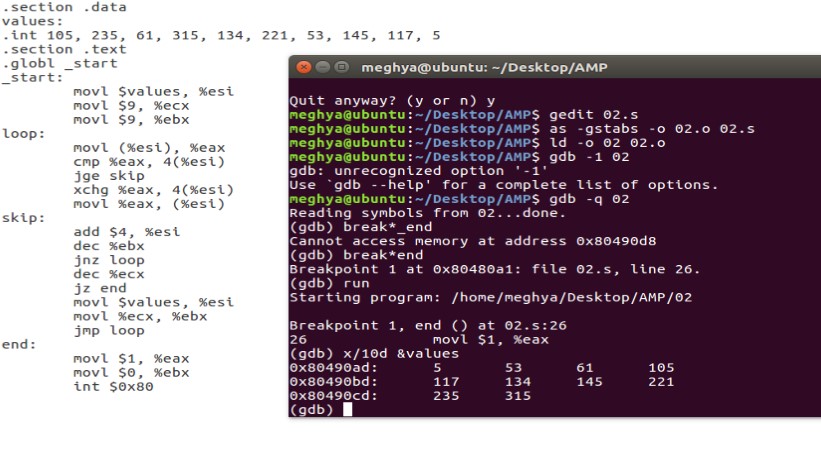 .section .data
values:
.int 105, 235, 61, 315, 134, 221, 53, 145, 117, 5
.section .text
.globl _start
_start:
movl $values, %esi
movl $9, %ecx
movl $9, %ebx
loop:
movl (%esi), %eax
cmp %eax, 4(%esi)
jge skip
xchg %eax, 4(%esi)
movl %eax, (%esi)
skip:
add $4, %esi
dec %ebx
jnz loop
dec %ecx
jz end
movl $values, %esi
movl %ecx, %ebx
jmp loop
end:
movl $1, %eax
movl $0, %ebx
int $0x80
meghya@ubuntu: ~/Desktop/AMP
Quit anyway? (y or n) y
meghya@ubuntu:~/Desktop/AMP$ gedit 02.s
meghya@ubuntu:~/Desktop/AMP$ as -gstabs -o 02.o 02.s
meghya@ubuntu:~/Desktop/AMP$ ld -o 02 02.o
meghya@ubuntu:~/Desktop/AMP$ gdb -1 02
gdb: unrecognized option '-1'
Use `gdb --help' for a complete list of options.
meghya@ubuntu:~/Desktop/AMP$ gdb -q 02
Reading symbols from 02...done.
(gdb) break*_end
Cannot access memory at address 0x80490d8
(gdb) break*end
Breakpoint 1 at 0x80480a1: file 02.s, line 26.
(gdb) run
Starting program: /home/meghya/Desktop/AMP/02
Breakpoint 1, end () at 02.s:26
26 movl $1, %eax
(gdb) x/10d &values
0x80490ad: 5 53 61 105
0x80490bd: 117 134 145 221
0x80490cd: 235 315
(gdb)